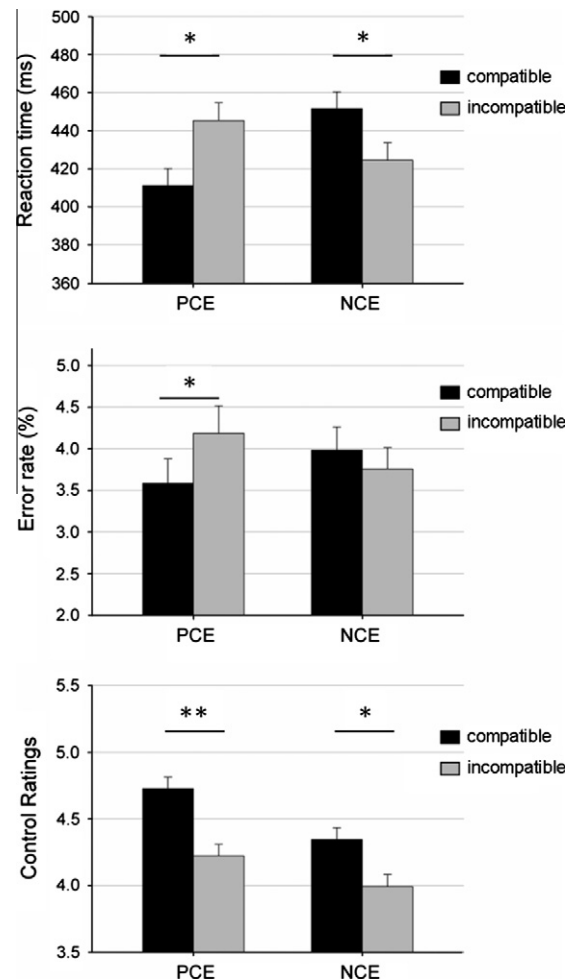 Reaction time (ms)
500
480
460
440
420
400
380
360
*
*
compatible
incompatible
PCE
NCE
Error rate (%)
5.0
4.5
4.0
3.5
3.0
2.5
2.0
*
compatible
incompatible
PCE
NCE
Control Ratings
5.5
5.0
4.5
4.0
3.5
**
*
compatible
incompatible
PCE
NCE